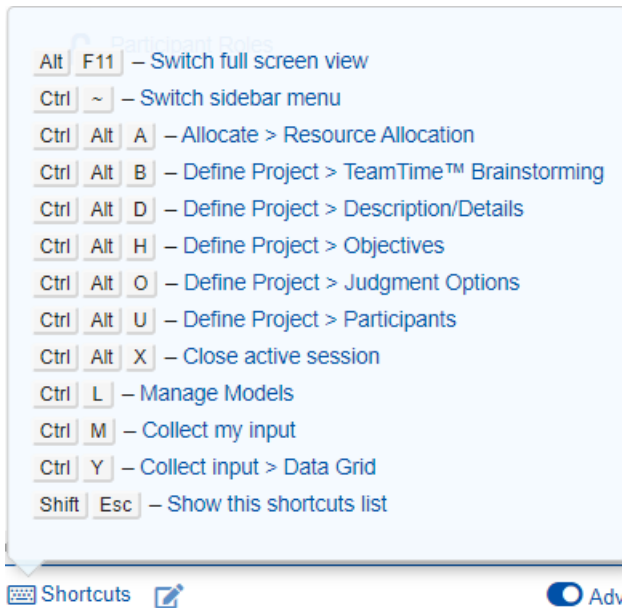 Participant Roles
Alt F11 – Switch full screen view
Ctrl ~ – Switch sidebar menu
Ctrl Alt A – Allocate > Resource Allocation
Ctrl Alt B – Define Project > TeamTime™ Brainstorming
Ctrl Alt D – Define Project > Description/Details
Ctrl Alt H – Define Project > Objectives
Ctrl Alt O – Define Project > Judgment Options
Ctrl Alt U – Define Project > Participants
Ctrl Alt X – Close active session
Ctrl L – Manage Models
Ctrl M – Collect my input
Ctrl Y – Collect input > Data Grid
Shift Esc – Show this shortcuts list
Shortcuts Adv